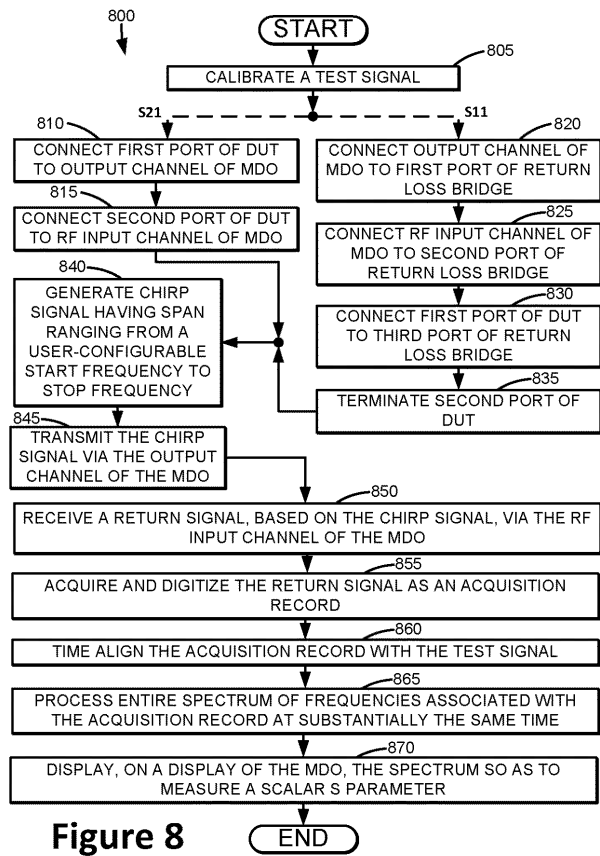 800
START
805
CALIBRATE A TEST SIGNAL
S21
S11
810
CONNECT FIRST PORT OF DUT
TO OUTPUT CHANNEL OF MDO
815
CONNECT SECOND PORT OF DUT
TO RF INPUT CHANNEL OF MDO
820
CONNECT OUTPUT CHANNEL OF
MDO TO FIRST PORT OF RETURN
LOSS BRIDGE
825
CONNECT RF INPUT CHANNEL OF
MDO TO SECOND PORT OF
RETURN LOSS BRIDGE
830
CONNECT FIRST PORT OF DUT
TO THIRD PORT OF RETURN
LOSS BRIDGE
835
TERMINATE SECOND PORT OF
DUT
840
GENERATE CHIRP
SIGNAL HAVING SPAN
RANGING FROM A
USER-CONFIGURABLE
START FREQUENCY TO
STOP FREQUENCY
845
TRANSMIT THE CHIRP
SIGNAL VIA THE OUTPUT
CHANNEL OF THE MDO
850
RECEIVE A RETURN SIGNAL, BASED ON THE CHIRP SIGNAL, VIA THE RF
INPUT CHANNEL OF THE MDO
855
ACQUIRE AND DIGITIZE THE RETURN SIGNAL AS AN ACQUISITION
RECORD
860
TIME ALIGN THE ACQUISITION RECORD WITH THE TEST SIGNAL
865
PROCESS ENTIRE SPECTRUM OF FREQUENCIES ASSOCIATED WITH
THE ACQUISITION RECORD AT SUBSTANTIALLY THE SAME TIME
870
DISPLAY, ON A DISPLAY OF THE MDO, THE SPECTRUM SO AS TO
MEASURE A SCALAR S PARAMETER
Figure 8
END